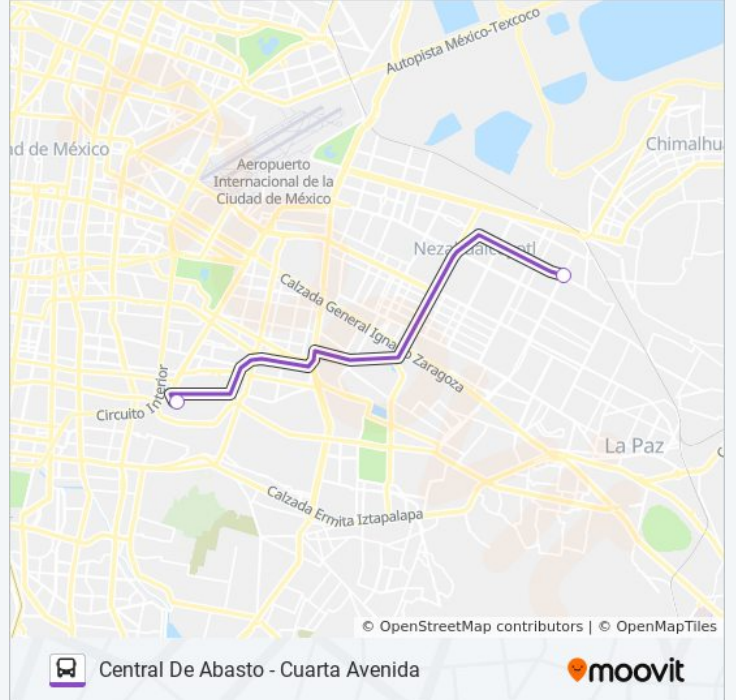 Autopista México-Texcoco
ad de México
Chimalhu
Aeropuerto
Internacional de la
Ciudad de México
Calzada General Ignacio Zaragoza
Circuito Interior
La Paz
Calzada Ermita Iztapalapa
© OpenStreetMap contributors | © OpenMapTiles
Central De Abasto - Cuarta Avenida
moovit